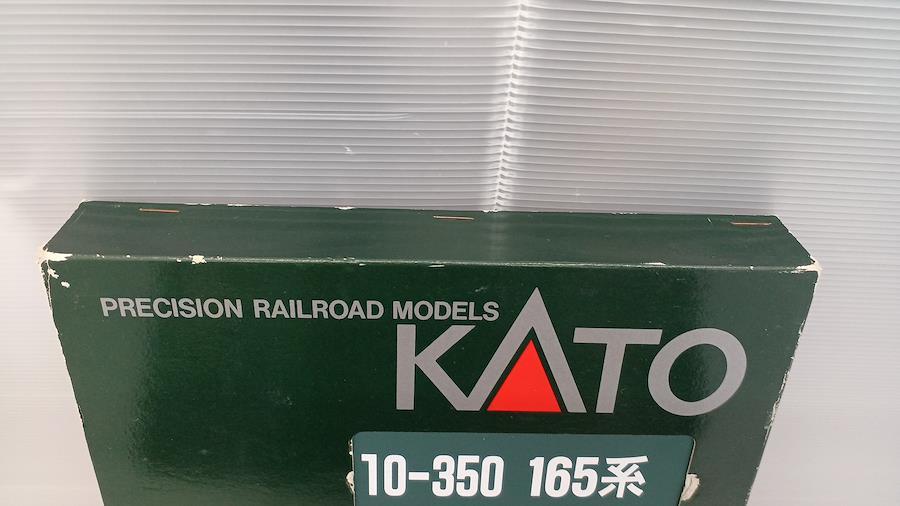 PRECISION RAILROAD MODELS
KATO
10-350 165系